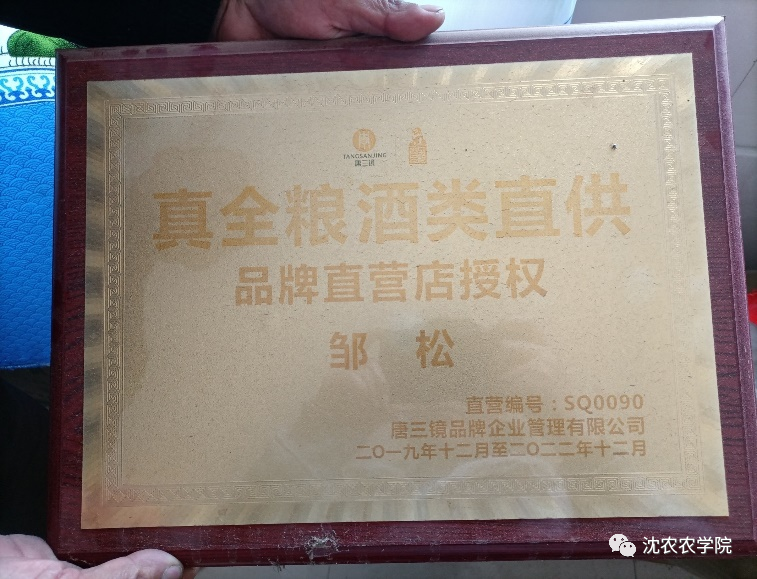 TANGSANJING
唐三镜
真全粮酒类直供
品牌直营店授权
邹 松
直营编号：SQ0090
唐三镜品牌企业管理有限公司
二〇一九年十二月至二〇二二年十二月
沈农农学院